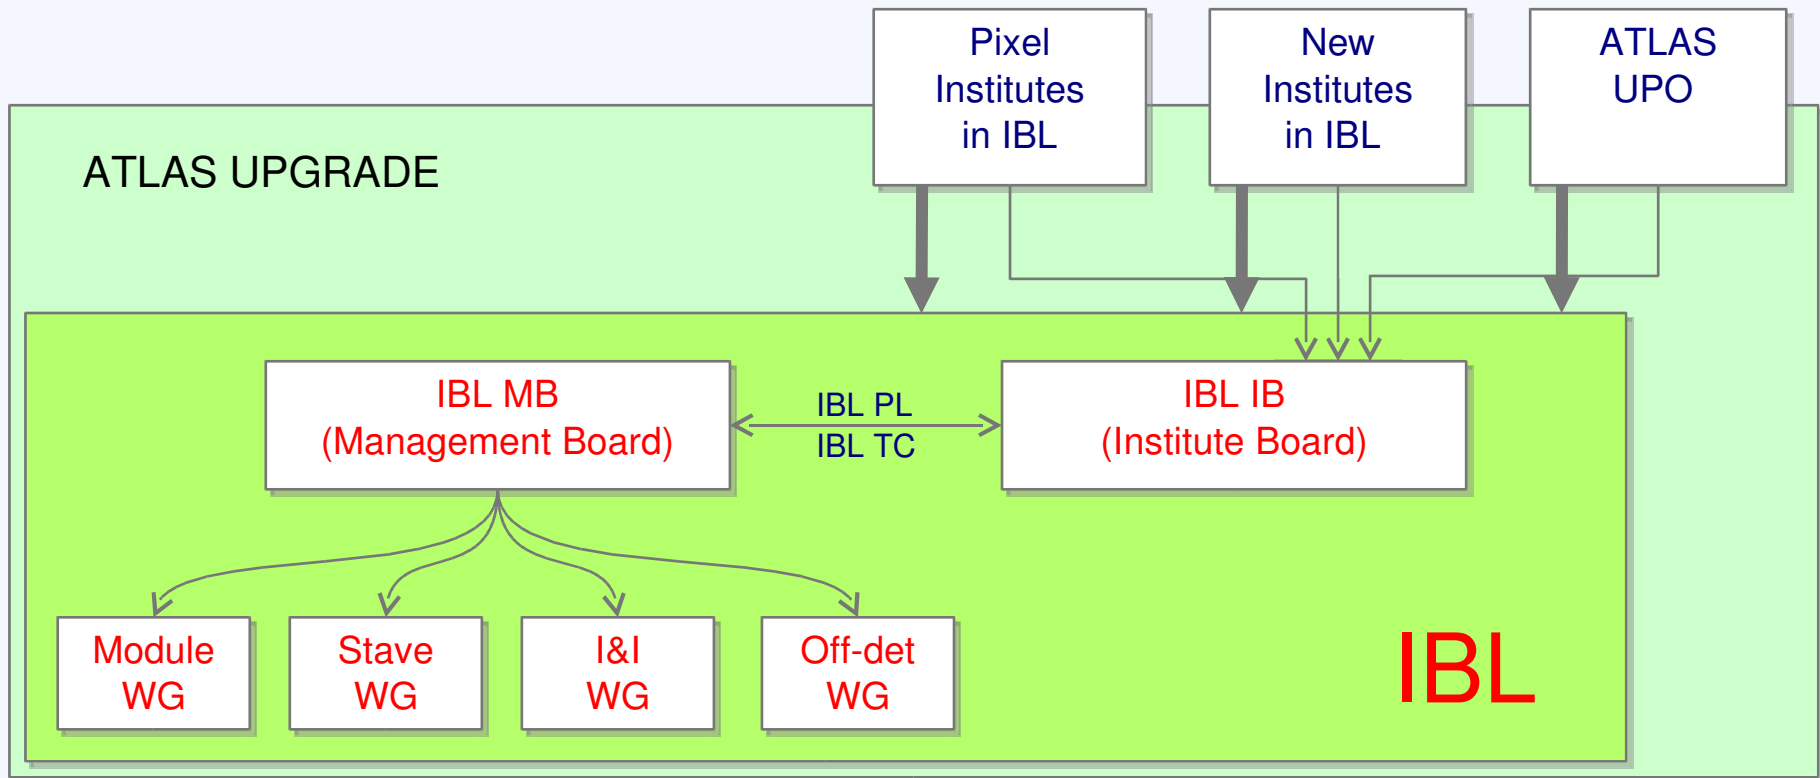 Pixel
Institutes
in IBL
New
Institutes
in IBL
ATLAS
UPO
ATLAS UPGRADE
IBL MB
(Management Board)
IBL PL
IBL TC
IBL IB
(Institute Board)
Module
WG
Stave
WG
I&I
WG
Off-det
WG
IBL